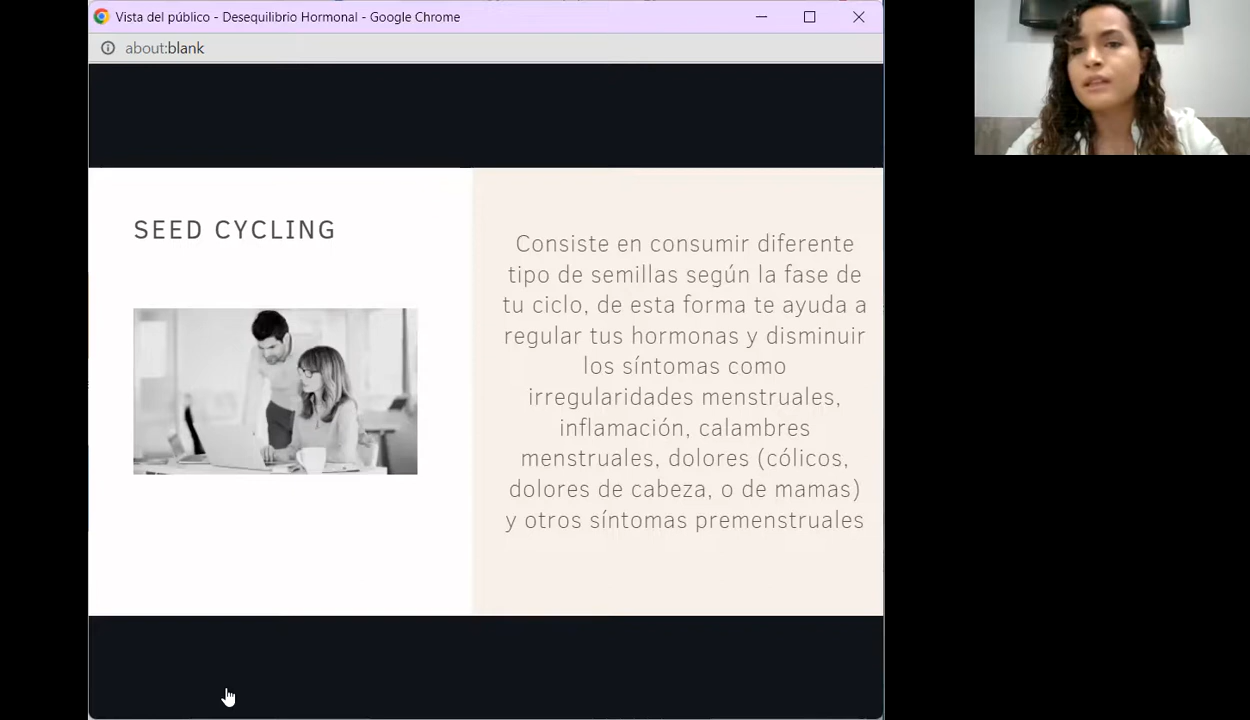 Vista del público - Desequilibrio Hormonal - Google Chrome
about:blank
SEED CYCLING
Consiste en consumir diferente
tipo de semillas según la fase de
tu ciclo, de esta forma te ayuda a
regular tus hormonas y disminuir
los síntomas como
irregularidades menstruales,
inflamación, calambres
menstruales, dolores (cólicos,
dolores de cabeza, o de mamas)
y otros síntomas premenstruales